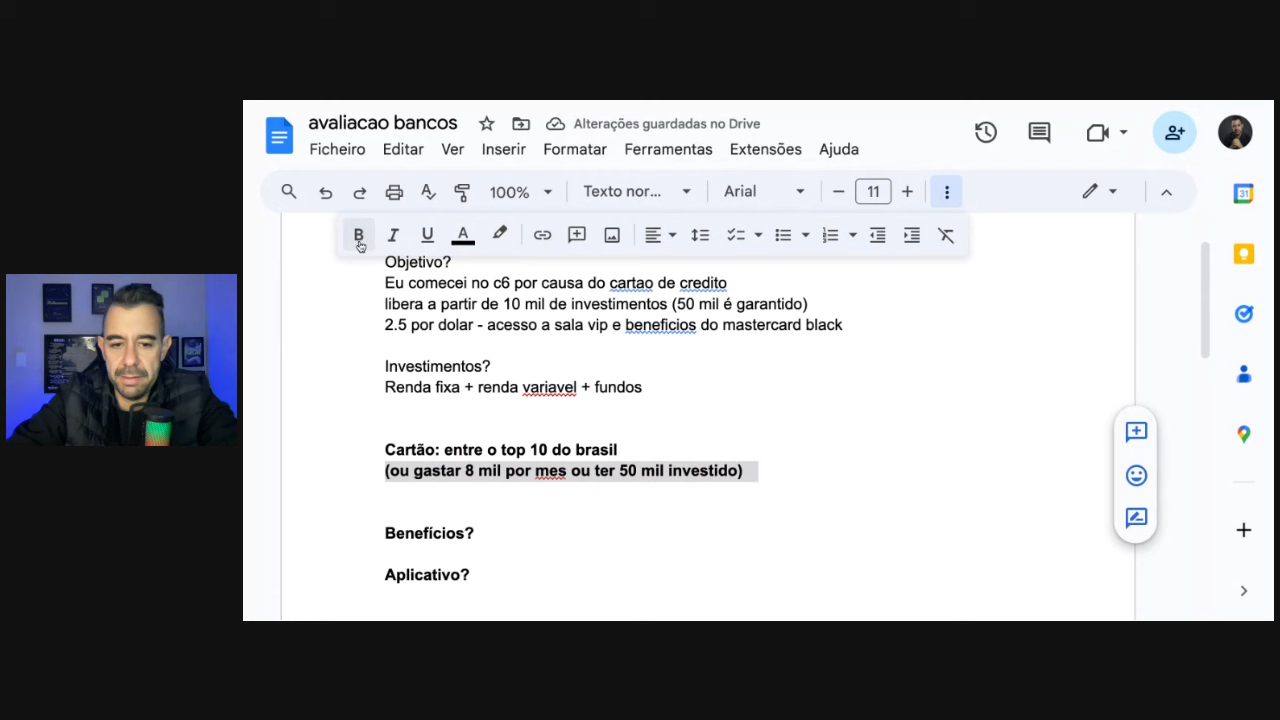 avaliacao bancos
Alterações guardadas no Drive
Ficheiro Editar Ver Inserir Formatar Ferramentas Extensões Ajuda
100% Texto nor... Arial 11
B I U A
Objetivo?
Eu comecei no c6 por causa do cartao de credito
libera a partir de 10 mil de investimentos (50 mil é garantido)
2.5 por dolar - acesso a sala vip e beneficios do mastercard black
Investimentos?
Renda fixa + renda variavel + fundos
Cartão: entre o top 10 do brasil
(ou gastar 8 mil por mes ou ter 50 mil investido)
Benefícios?
Aplicativo?
31